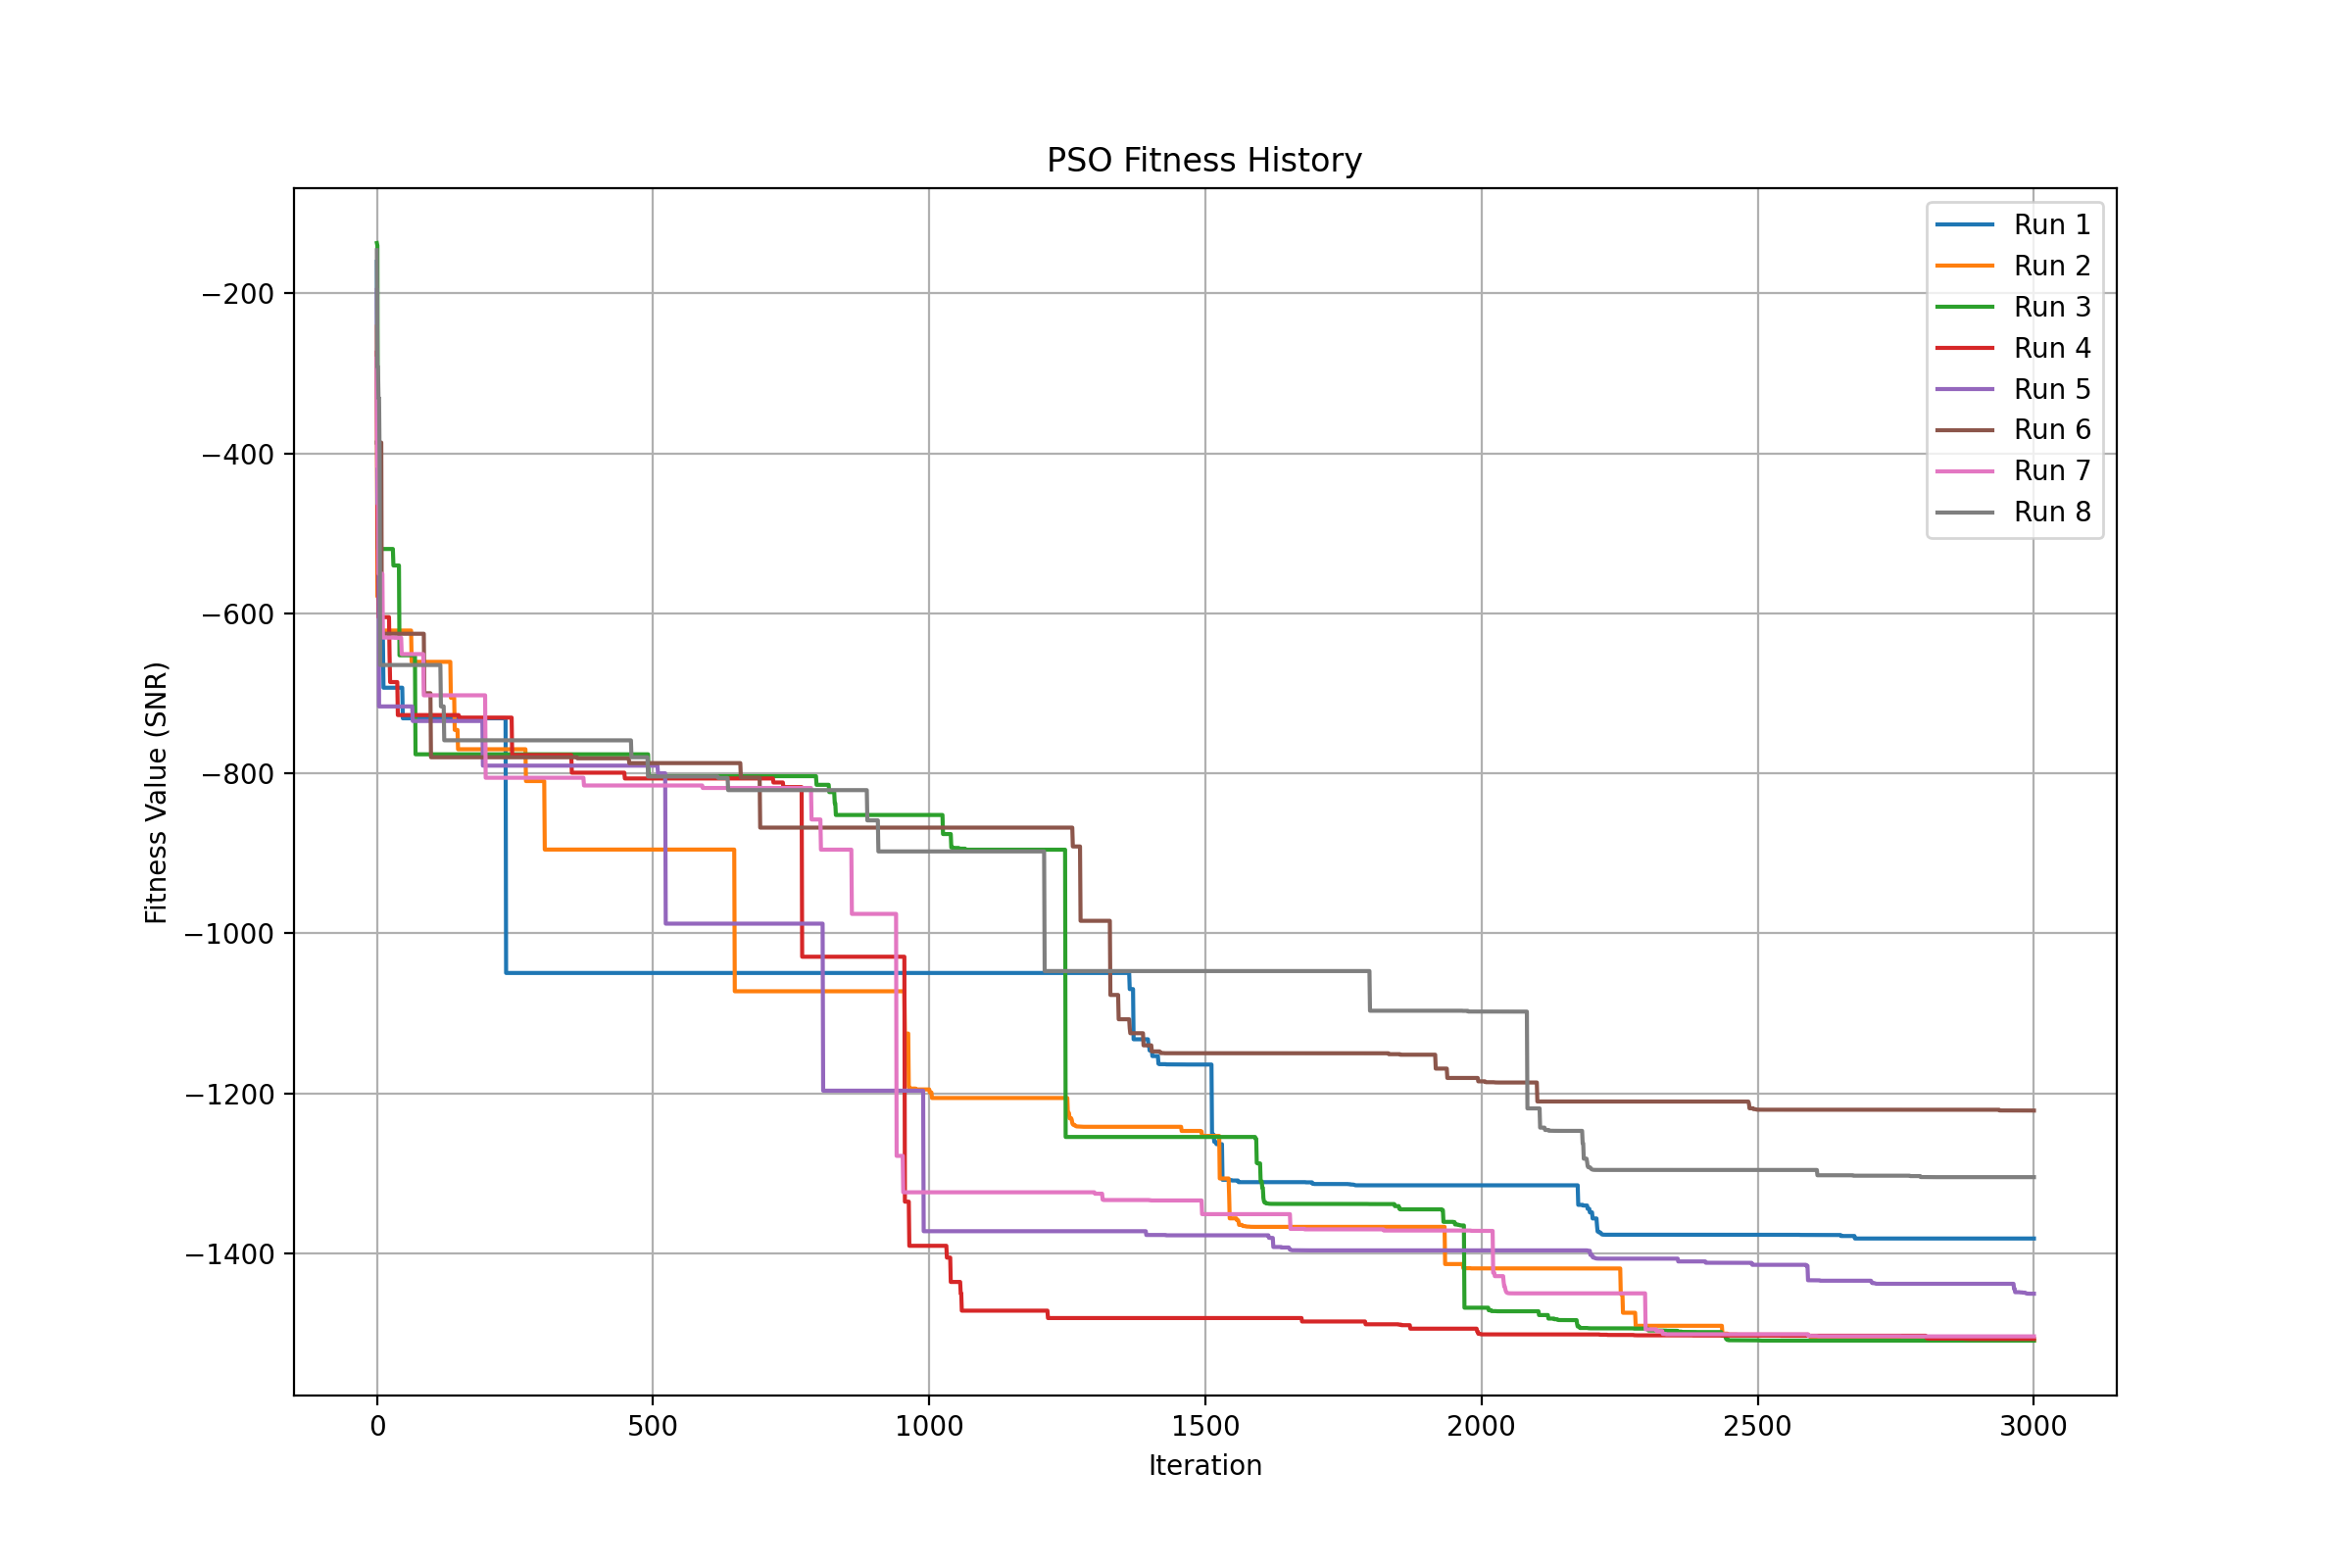 PSO Fitness History
Fitness Value (SNR)
−200
−400
−600
−800
−1000
−1200
−1400
0 500 1000 1500 2000 2500 3000
Iteration
Run 1
Run 2
Run 3
Run 4
Run 5
Run 6
Run 7
Run 8